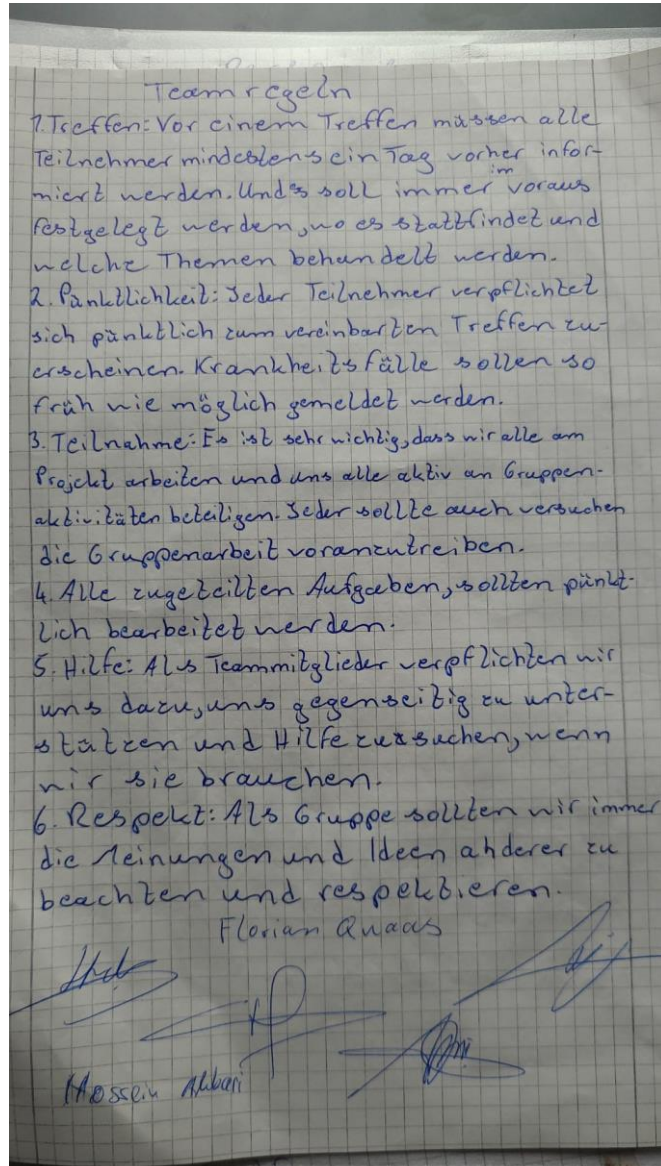 Teamregeln
1. Treffen: Vor einem Treffen müssen alle
Teilnehmer mindestens ein Tag vorher infor-
miert werden. Und es soll immer im voraus
festgelegt werden, wo es stattfindet und
welche Themen behandelt werden.
2. Pünktlichkeit: Jeder Teilnehmer verpflichtet
sich pünktlich zum vereinbarten Treffen zu-
erscheinen. Krankheitsfälle sollen so
früh wie möglich gemeldet werden.
3. Teilnahme: Es ist sehr wichtig, dass wir alle am
Projekt arbeiten und uns alle aktiv an Gruppen-
aktivitäten beteiligen. Jeder sollte auch versuchen
die Gruppenarbeit voranzutreiben.
4. Alle zugeteilten Aufgaben, sollten pünkt-
lich bearbeitet werden.
5. Hilfe: Als Teammitglieder verpflichten wir
uns dazu, uns gegenseitig zu unter-
stützen und Hilfe suchen, wenn
wir sie brauchen.
6. Respekt: Als Gruppe sollten wir immer
die Meinungen und Ideen anderer zu
beachten und respektieren.
Florian Quaas
Hossein Akbari